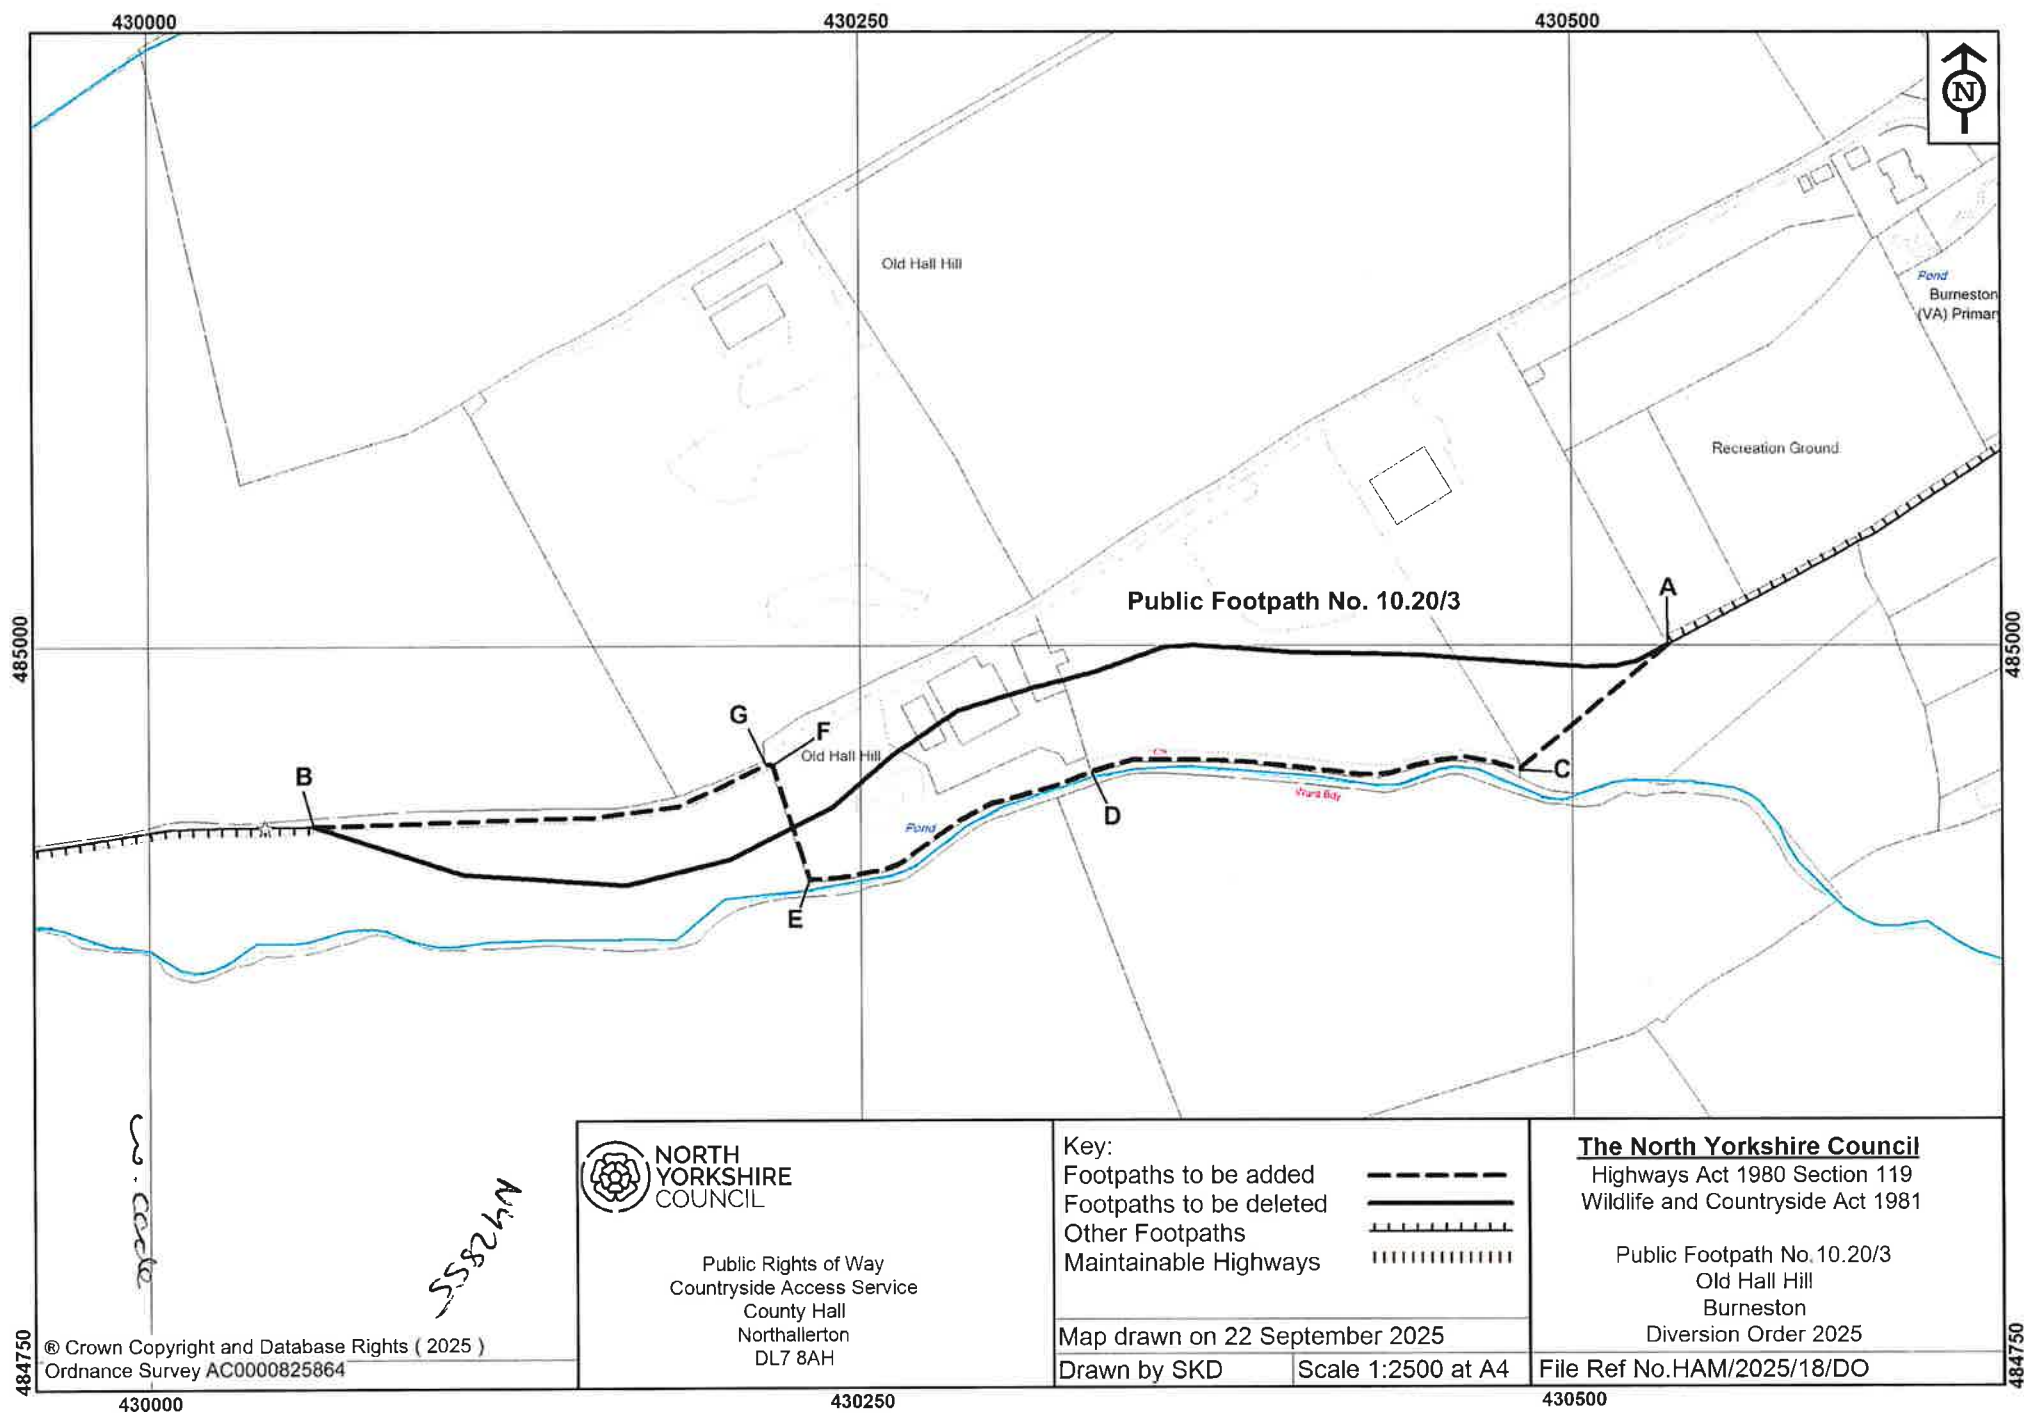 430000
430250
430500
N
Old Hall Hill
Pond
Burneston
(VA) Primar
Recreation Ground
A
Public Footpath No. 10.20/3
485000
485000
G
F
Old Hall Hill
B
C
Ward Bdy
D
Pond
E
NORTH
YORKSHIRE
COUNCIL
Public Rights of Way
Countryside Access Service
County Hall
Northallerton
DL7 8AH
Key:
Footpaths to be added
Footpaths to be deleted
Other Footpaths
Maintainable Highways
Map drawn on 22 September 2025
Drawn by SKD
Scale 1:2500 at A4
The North Yorkshire Council
Highways Act 1980 Section 119
Wildlife and Countryside Act 1981
Public Footpath No.10.20/3
Old Hall Hill
Burneston
Diversion Order 2025
File Ref No.HAM/2025/18/DO
® Crown Copyright and Database Rights ( 2025 )
Ordnance Survey AC0000825864
484750
484750
430000
430250
430500